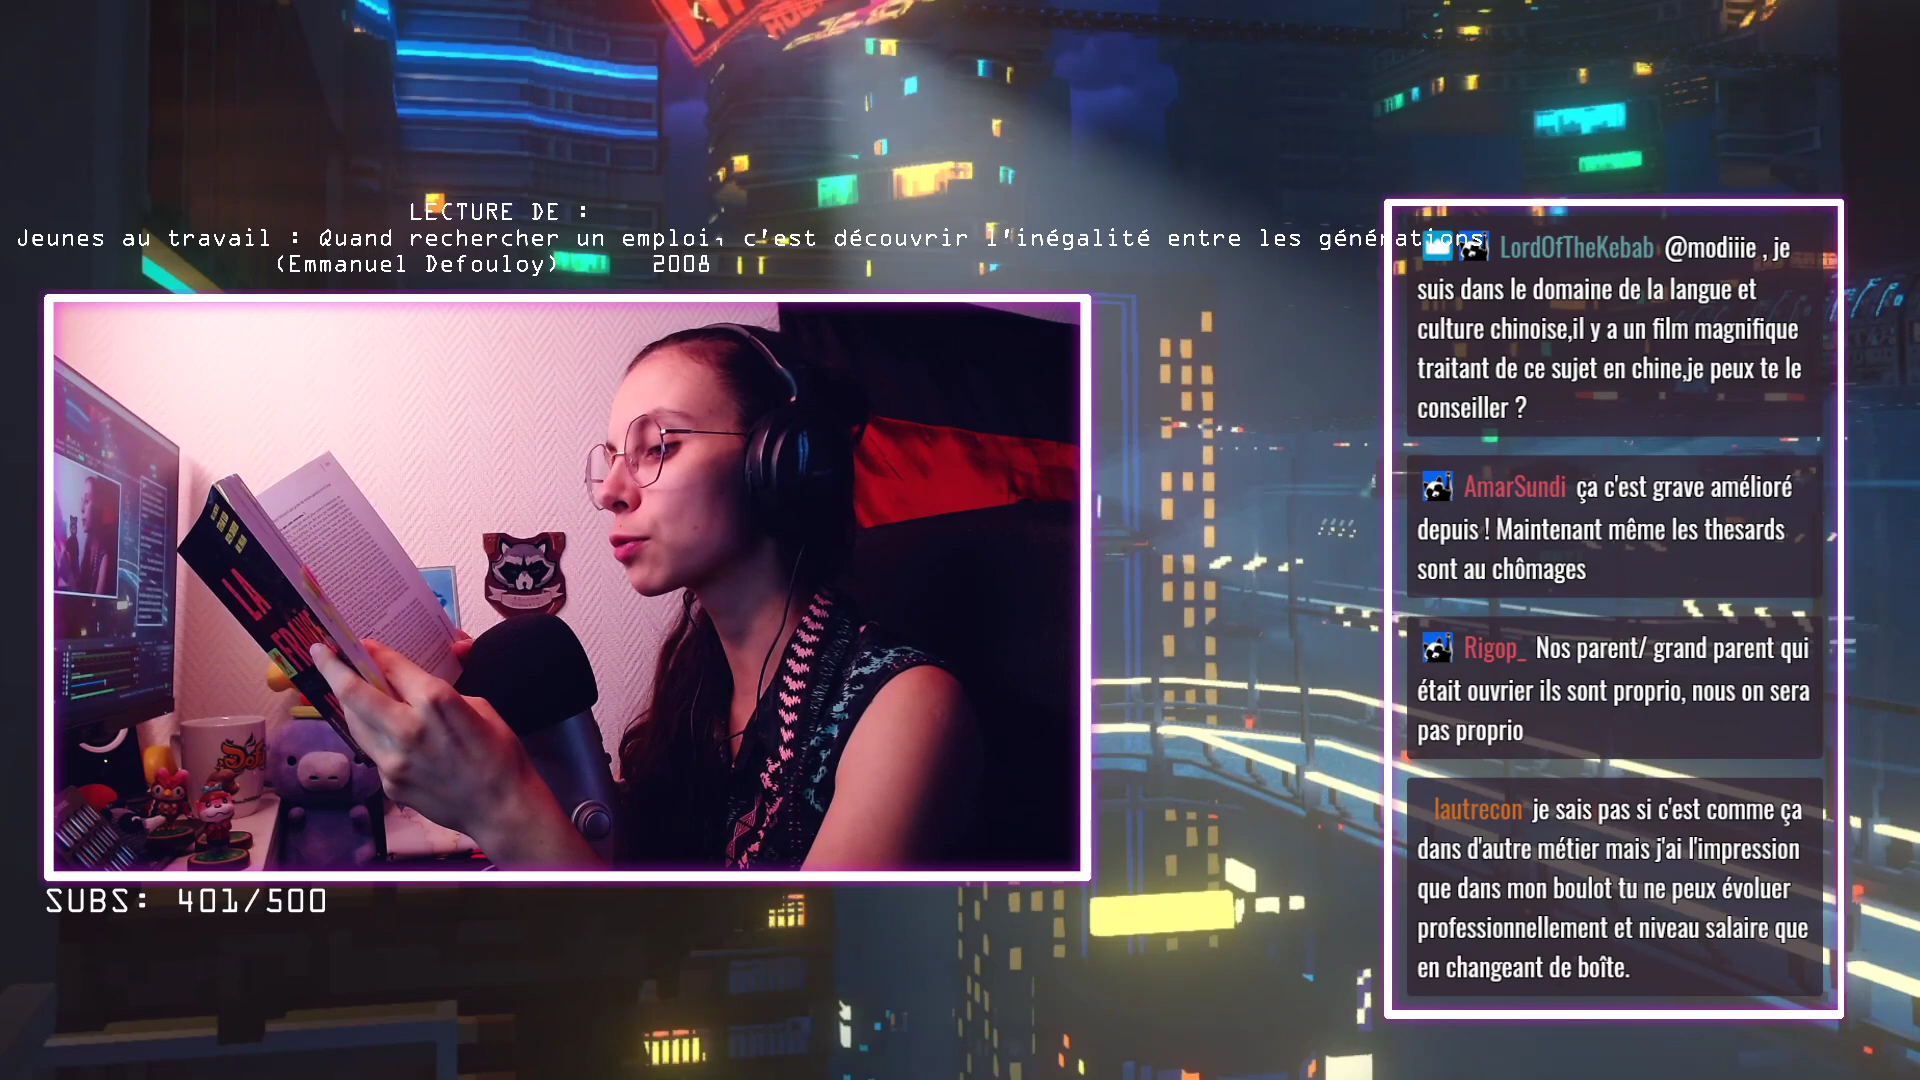 LECTURE DE :
Jeunes au travail : Quand rechercher un emploi, c'est découvrir l'inégalité entre les générations
(Emmanuel Defouloy) 2008
LordOfTheKebab @modiiie , je
suis dans le domaine de la langue et
culture chinoise,il y a un film magnifique
traitant de ce sujet en chine,je peux te le
conseiller ?
AmarSundi ça c'est grave amélioré
depuis ! Maintenant même les thesards
sont au chômages
Rigop_ Nos parent/ grand parent qui
était ouvrier ils sont proprio, nous on sera
pas proprio
lautrecon je sais pas si c'est comme ça
dans d'autre métier mais j'ai l'impression
que dans mon boulot tu ne peux évoluer
professionnellement et niveau salaire que
en changeant de boîte.
LA
SUBS: 401/500